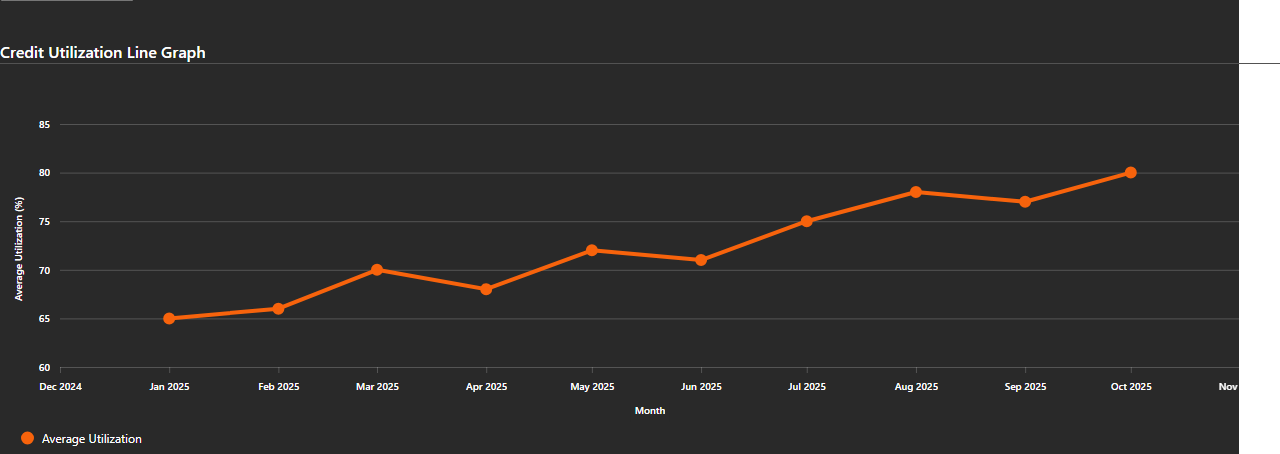 Credit Utilization Line Graph
85
80
75
70
65
60
Average Utilization (%)
Dec 2024 Jan 2025 Feb 2025 Mar 2025 Apr 2025 May 2025 Jun 2025 Jul 2025 Aug 2025 Sep 2025 Oct 2025 Nov
Month
Average Utilization